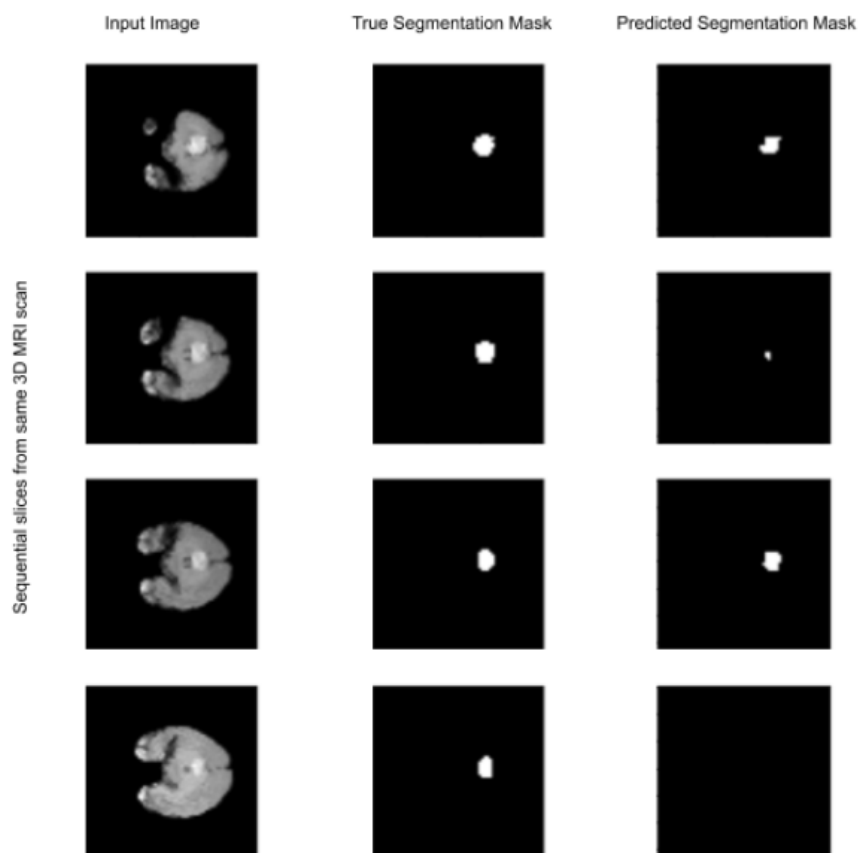 Input Image
True Segmentation Mask
Predicted Segmentation Mask
Sequential slices from same 3D MRI scan